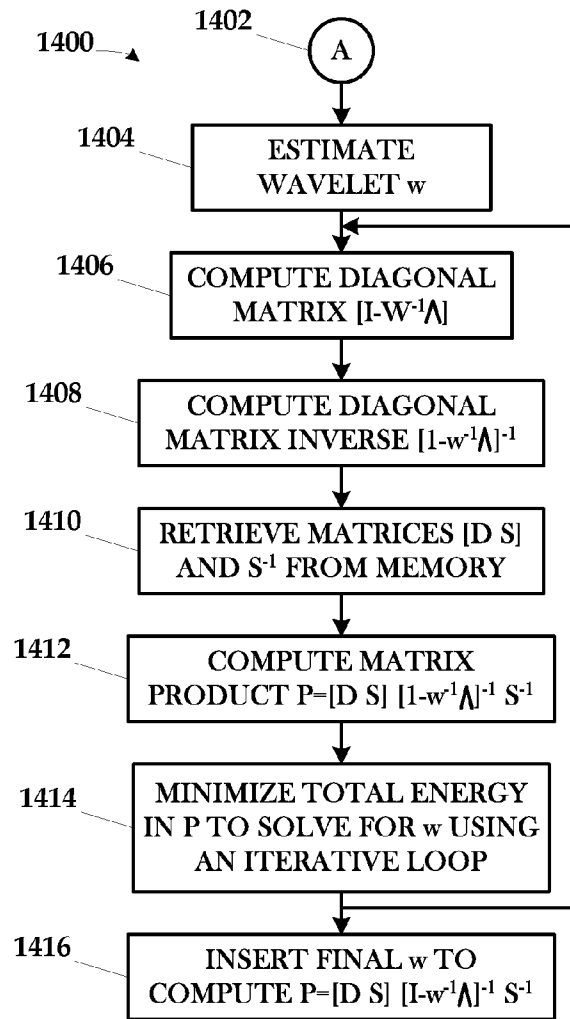 1400
1402
A
1404
ESTIMATE
WAVELET w
1406
COMPUTE DIAGONAL
MATRIX [I-W⁻¹Λ]
1408
COMPUTE DIAGONAL
MATRIX INVERSE [1-w⁻¹Λ]⁻¹
1410
RETRIEVE MATRICES [D S]
AND S⁻¹ FROM MEMORY
1412
COMPUTE MATRIX
PRODUCT P=[D S] [1-w⁻¹Λ]⁻¹ S⁻¹
1414
MINIMIZE TOTAL ENERGY
IN P TO SOLVE FOR w USING
AN ITERATIVE LOOP
1416
INSERT FINAL w TO
COMPUTE P=[D S] [I-w⁻¹Λ]⁻¹ S⁻¹